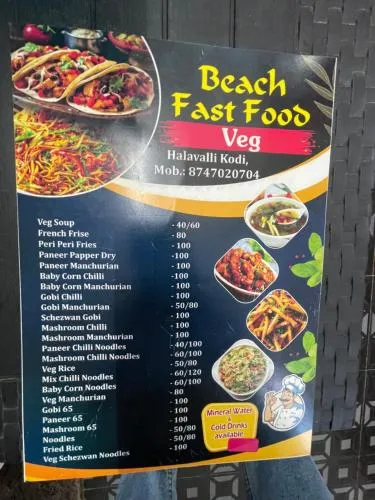 Beach
Fast Food
Veg
Halavalli Kodi,
Mob.: 8747020704
Veg Soup - 40/60
French Frise - 80
Peri Peri Fries - 100
Paneer Papper Dry -100
Paneer Manchurian - 100
Baby Corn Chilli - 100
Baby Corn Manchurian - 100
Gobi Chilli - 100
Gobi Manchurian - 50/80
Schezwan Gobi - 100
Mashroom Chilli - 100
Mashroom Manchurian - 100
Paneer Chilli Noodles - 40/100
Mashroom Chilli Noodles - 60/100
Veg Rice - 50/80
Mix Chilli Noodles - 60/120
Baby Corn Noodles - 60/100
Veg Manchurian - 80
Gobi 65 - 100
Paneer 65 - 100
Mashroom 65 - 100
Noodles - 50/80
Fried Rice - 50/80
Veg Schezwan Noodles - 100
Mineral Water
&
Cold Drinks
available